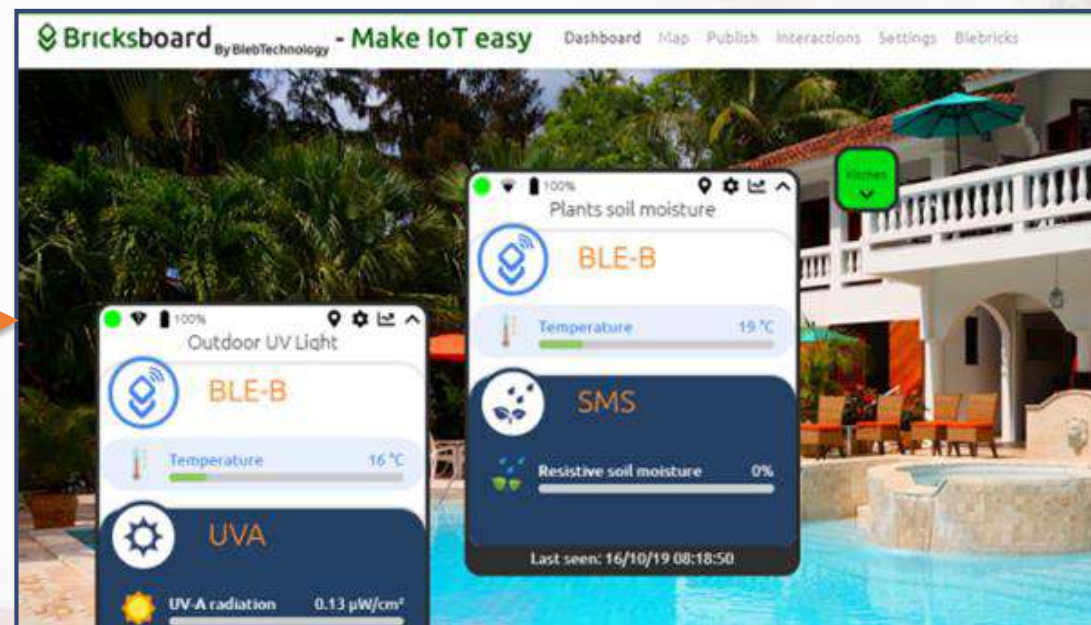 Bricksboard By BlebTechnology - Make IoT easy Dashboard Map Publish Interactions Settings Blebricks
Kitchen
100%
Plants soil moisture
BLE-B
Temperature 19 °C
SMS
Resistive soil moisture 0%
Last seen: 16/10/19 08:18:50
100%
Outdoor UV Light
BLE-B
Temperature 16 °C
UVA
UV-A radiation 0.13 µW/cm²